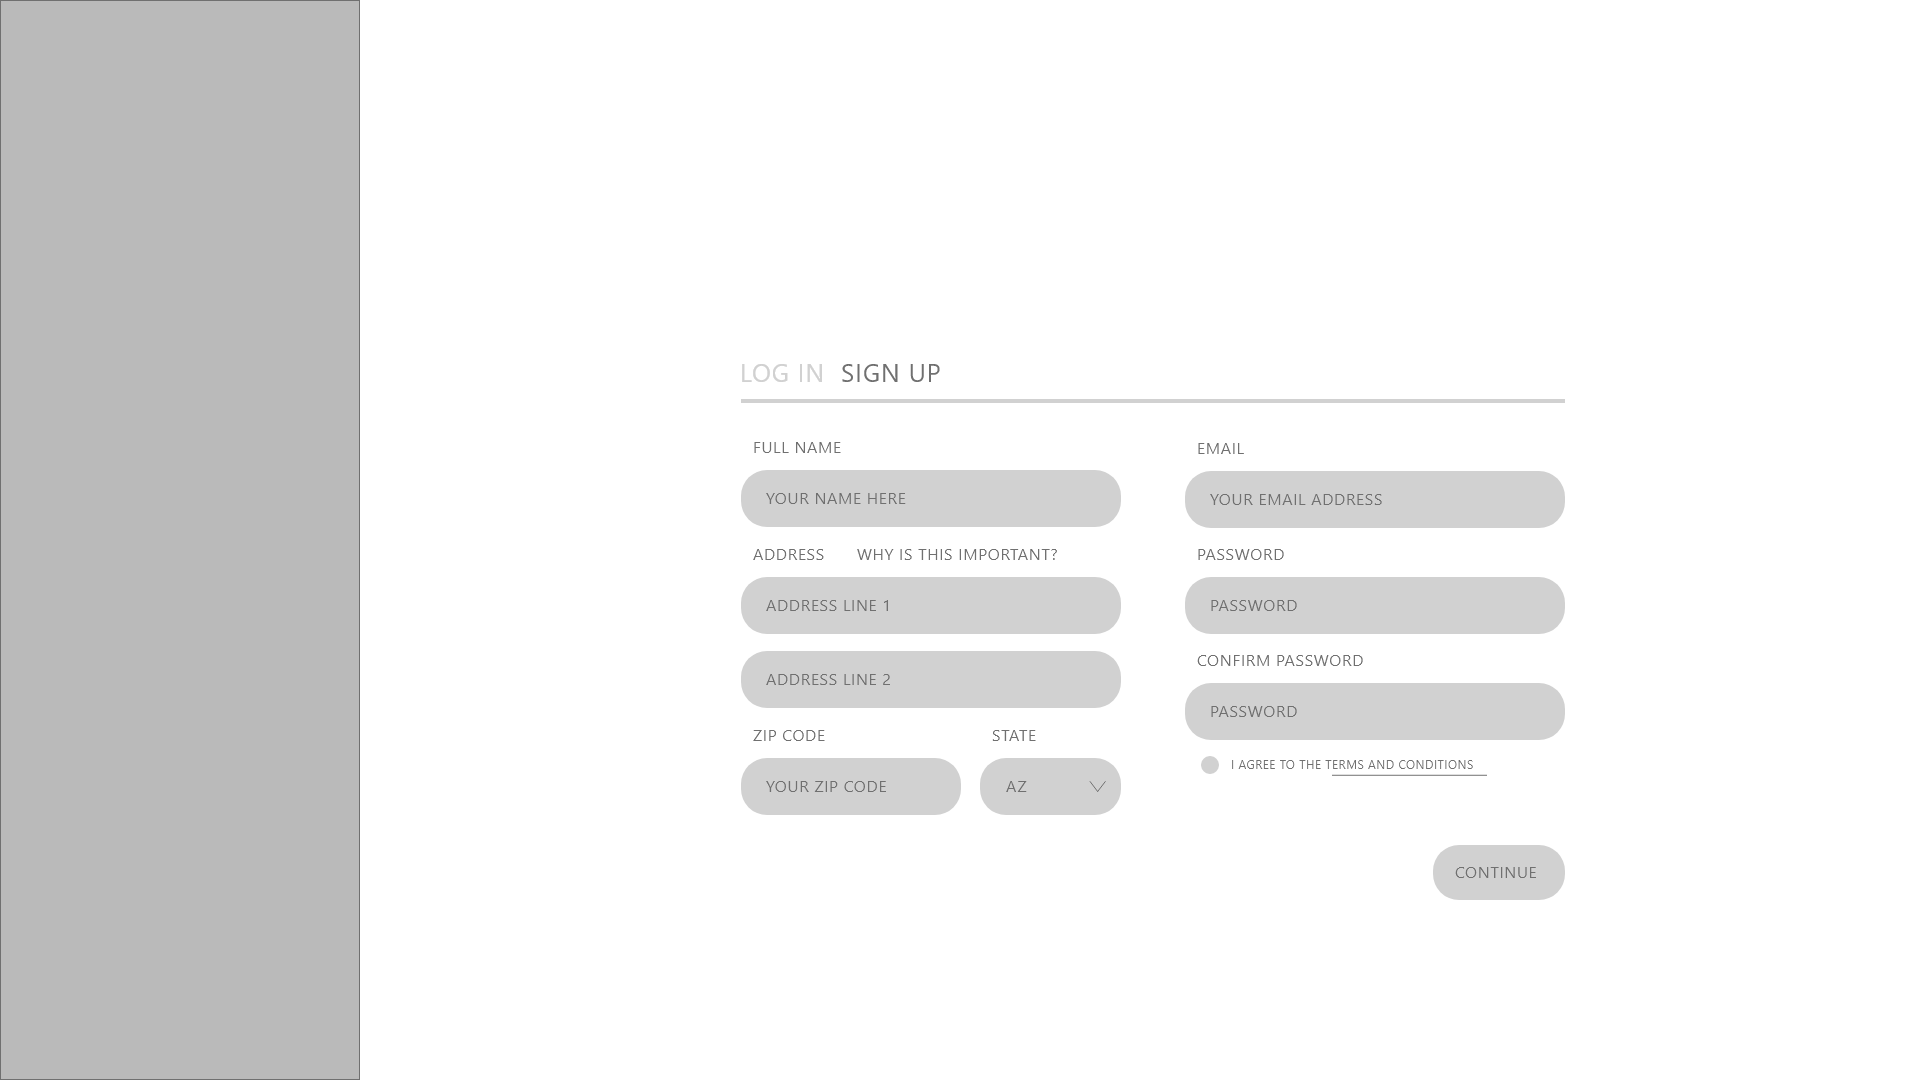 LOG IN SIGN UP
FULL NAME
YOUR NAME HERE
ADDRESS WHY IS THIS IMPORTANT?
ADDRESS LINE 1
ADDRESS LINE 2
ZIP CODE STATE
YOUR ZIP CODE AZ
EMAIL
YOUR EMAIL ADDRESS
PASSWORD
PASSWORD
CONFIRM PASSWORD
PASSWORD
I AGREE TO THE TERMS AND CONDITIONS
CONTINUE